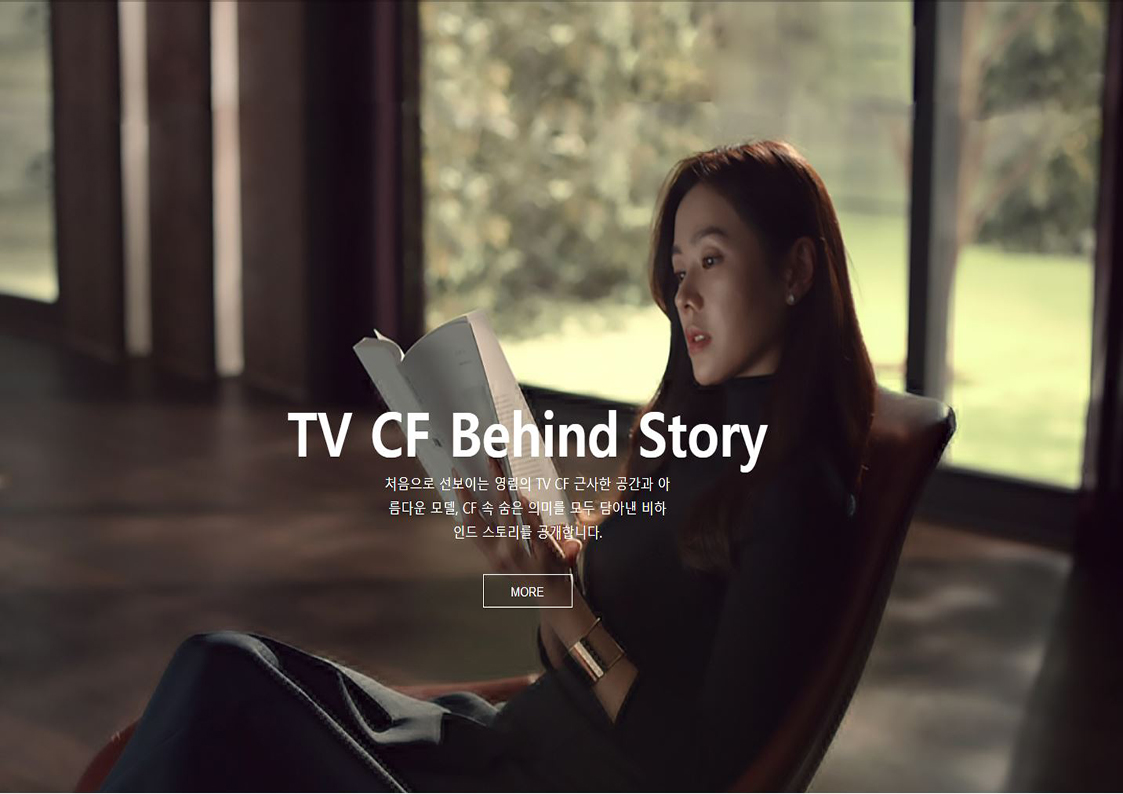 TV CF Behind Story
처음으로 선보이는 영림의 TV CF 근사한 공간과 아
름다운 모델, CF 속 숨은 의미를 모두 담아낸 비하
인드 스토리를 공개합니다.
MORE